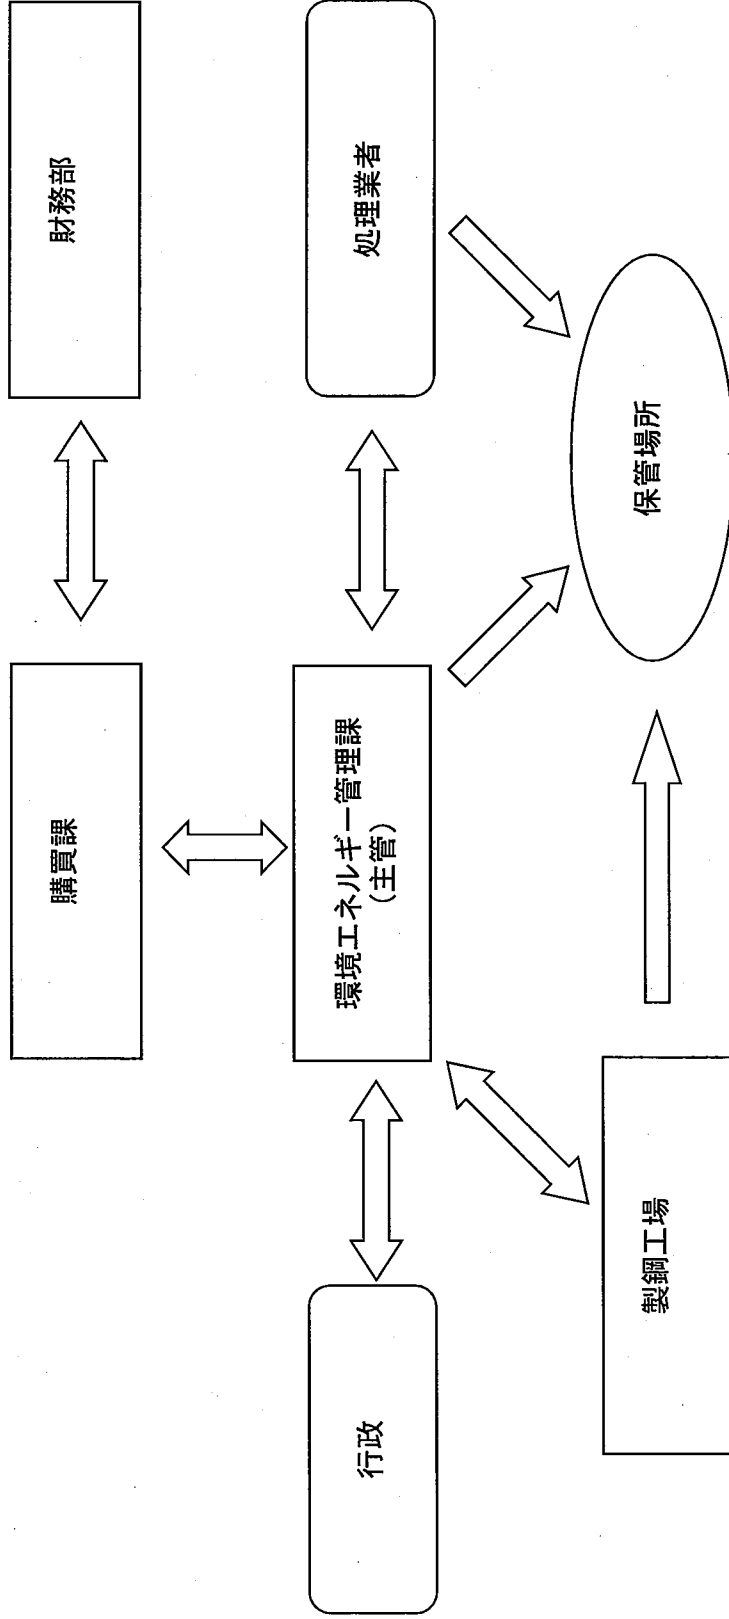 購買課
財務部
行政
環境エネルギー管理課
(主管)
処理業者
製鋼工場
保管場所